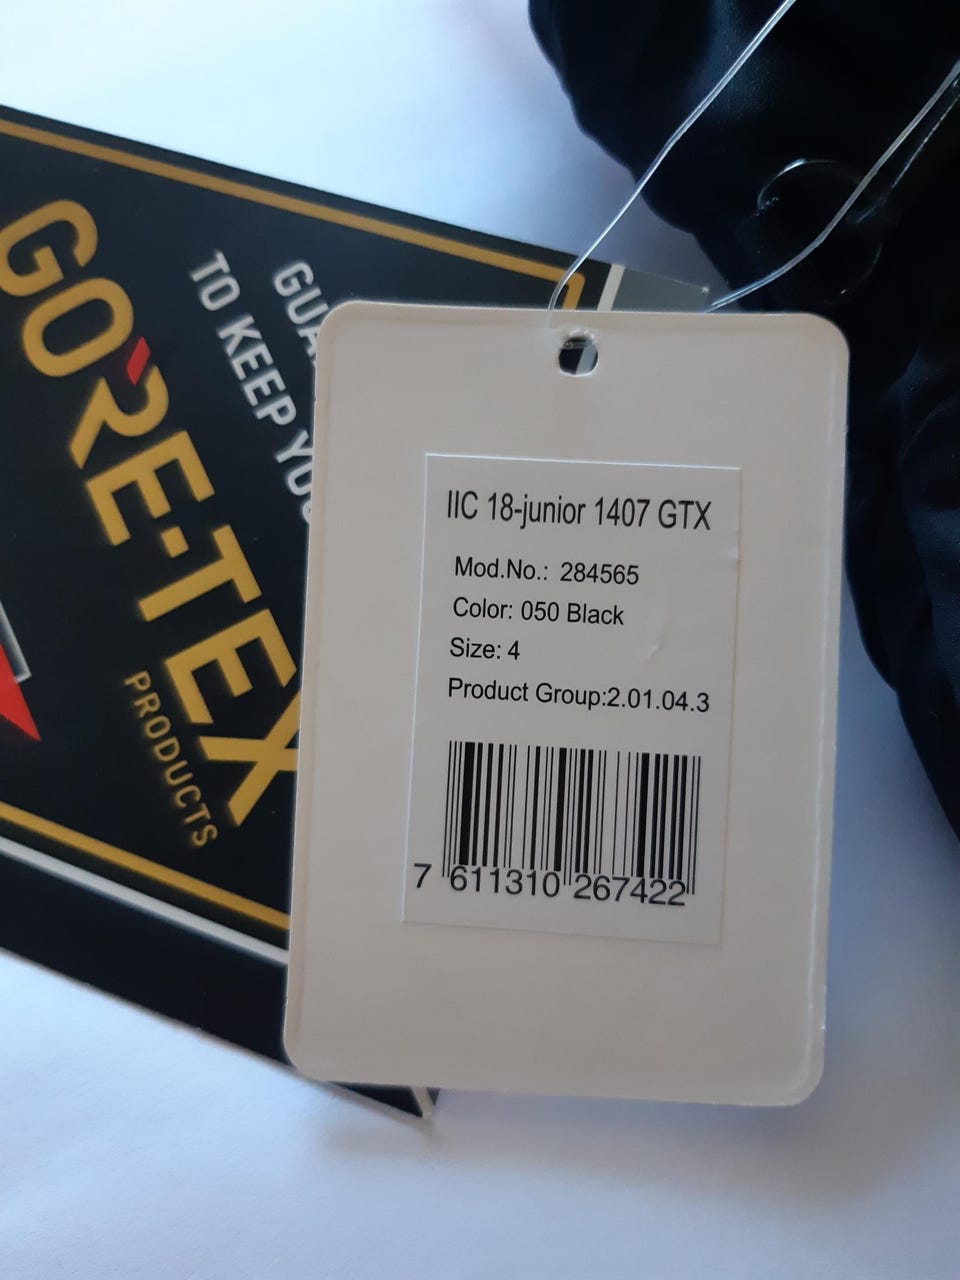 GORE-TEX
PRODUCTS
TO KEEP
IIC 18-junior 1407 GTX
Mod.No.: 284565
Color: 050 Black
Size: 4
Product Group:2.01.04.3
7 611310 267422